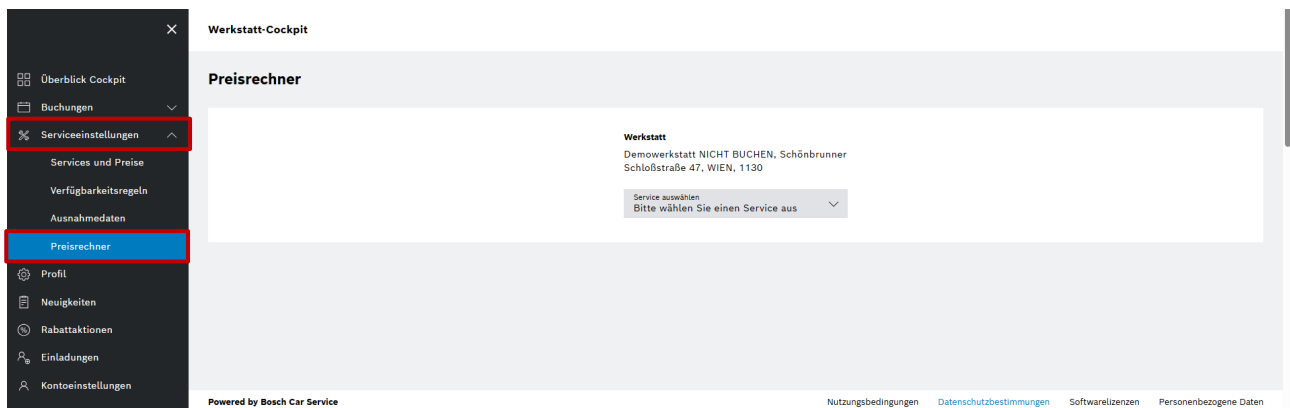 Werkstatt-Cockpit
Überblick Cockpit
Buchungen
Serviceeinstellungen
Services und Preise
Verfügbarkeitsregeln
Ausnahmedaten
Preisrechner
Profil
Neuigkeiten
Rabattaktionen
Einladungen
Kontoeinstellungen
Preisrechner
Werkstatt
Demowerkstatt NICHT BUCHEN, Schönbrunner
Schloßstraße 47, WIEN, 1130
Service auswählen
Bitte wählen Sie einen Service aus
Powered by Bosch Car Service
Nutzungsbedingungen Datenschutzbestimmungen Softwarelizenzen Personenbezogene Daten